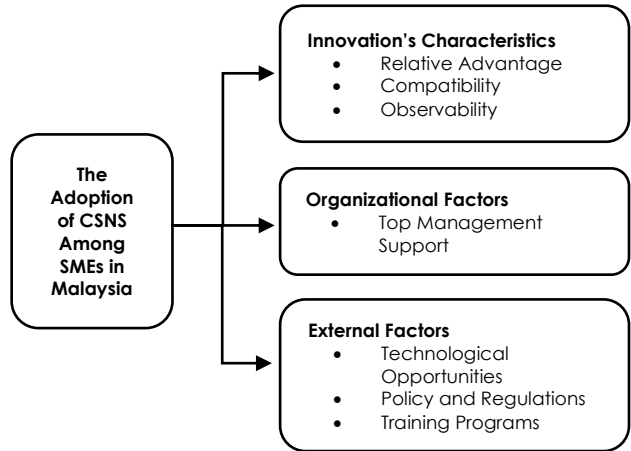 The
Adoption
of CSNS
Among
SMEs in
Malaysia
Innovation’s Characteristics
• Relative Advantage
• Compatibility
• Observability
Organizational Factors
• Top Management
Support
External Factors
• Technological
Opportunities
• Policy and Regulations
• Training Programs